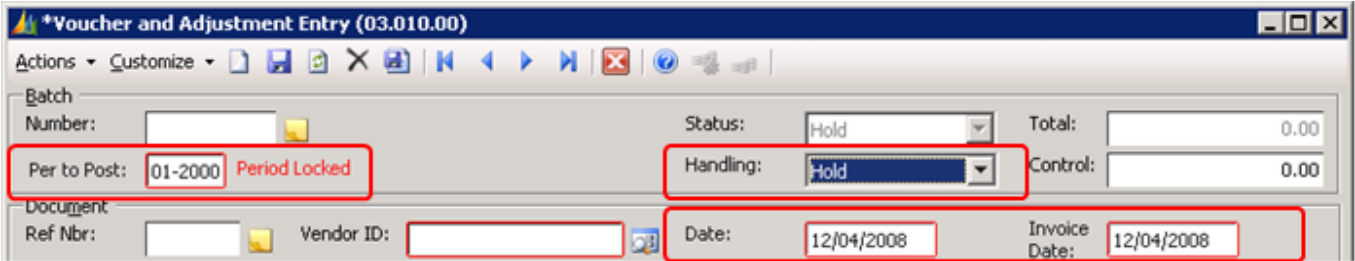 *Voucher and Adjustment Entry (03.010.00)
Actions Customize
Batch
Number: Status: Hold Total: 0.00
Per to Post: 01-2000 Period Locked Handling: Hold Control: 0.00
Document
Ref Nbr: Vendor ID: Date: 12/04/2008 Invoice Date: 12/04/2008